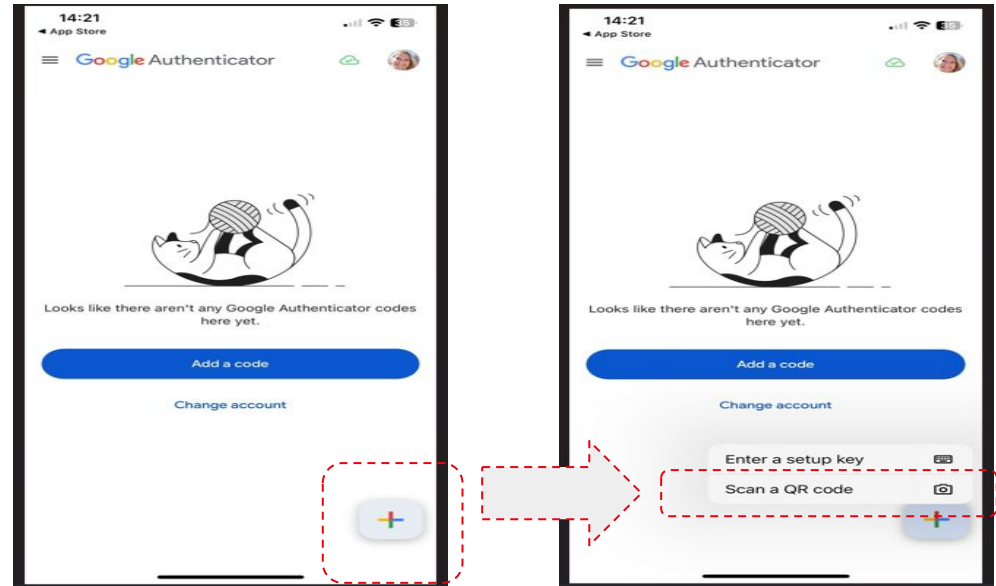 14:21
◄ App Store
35
Google Authenticator
Looks like there aren't any Google Authenticator codes
here yet.
Add a code
Change account
14:21
◄ App Store
35
Google Authenticator
Looks like there aren't any Google Authenticator codes
here yet.
Add a code
Change account
Enter a setup key
Scan a QR code